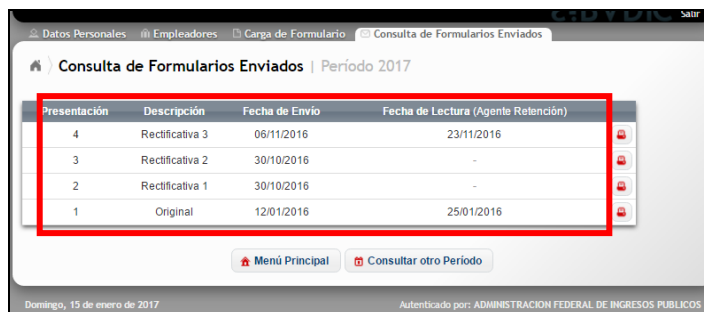 Salir
Datos Personales Empleadores Carga de Formulario Consulta de Formularios Enviados
Consulta de Formularios Enviados | Período 2017
Presentación Descripción Fecha de Envío Fecha de Lectura (Agente Retención)
4 Rectificativa 3 06/11/2016 23/11/2016
3 Rectificativa 2 30/10/2016 -
2 Rectificativa 1 30/10/2016 -
1 Original 12/01/2016 25/01/2016
Menú Principal Consultar otro Período
Domingo, 15 de enero de 2017 Autenticado por: ADMINISTRACION FEDERAL DE INGRESOS PUBLICOS